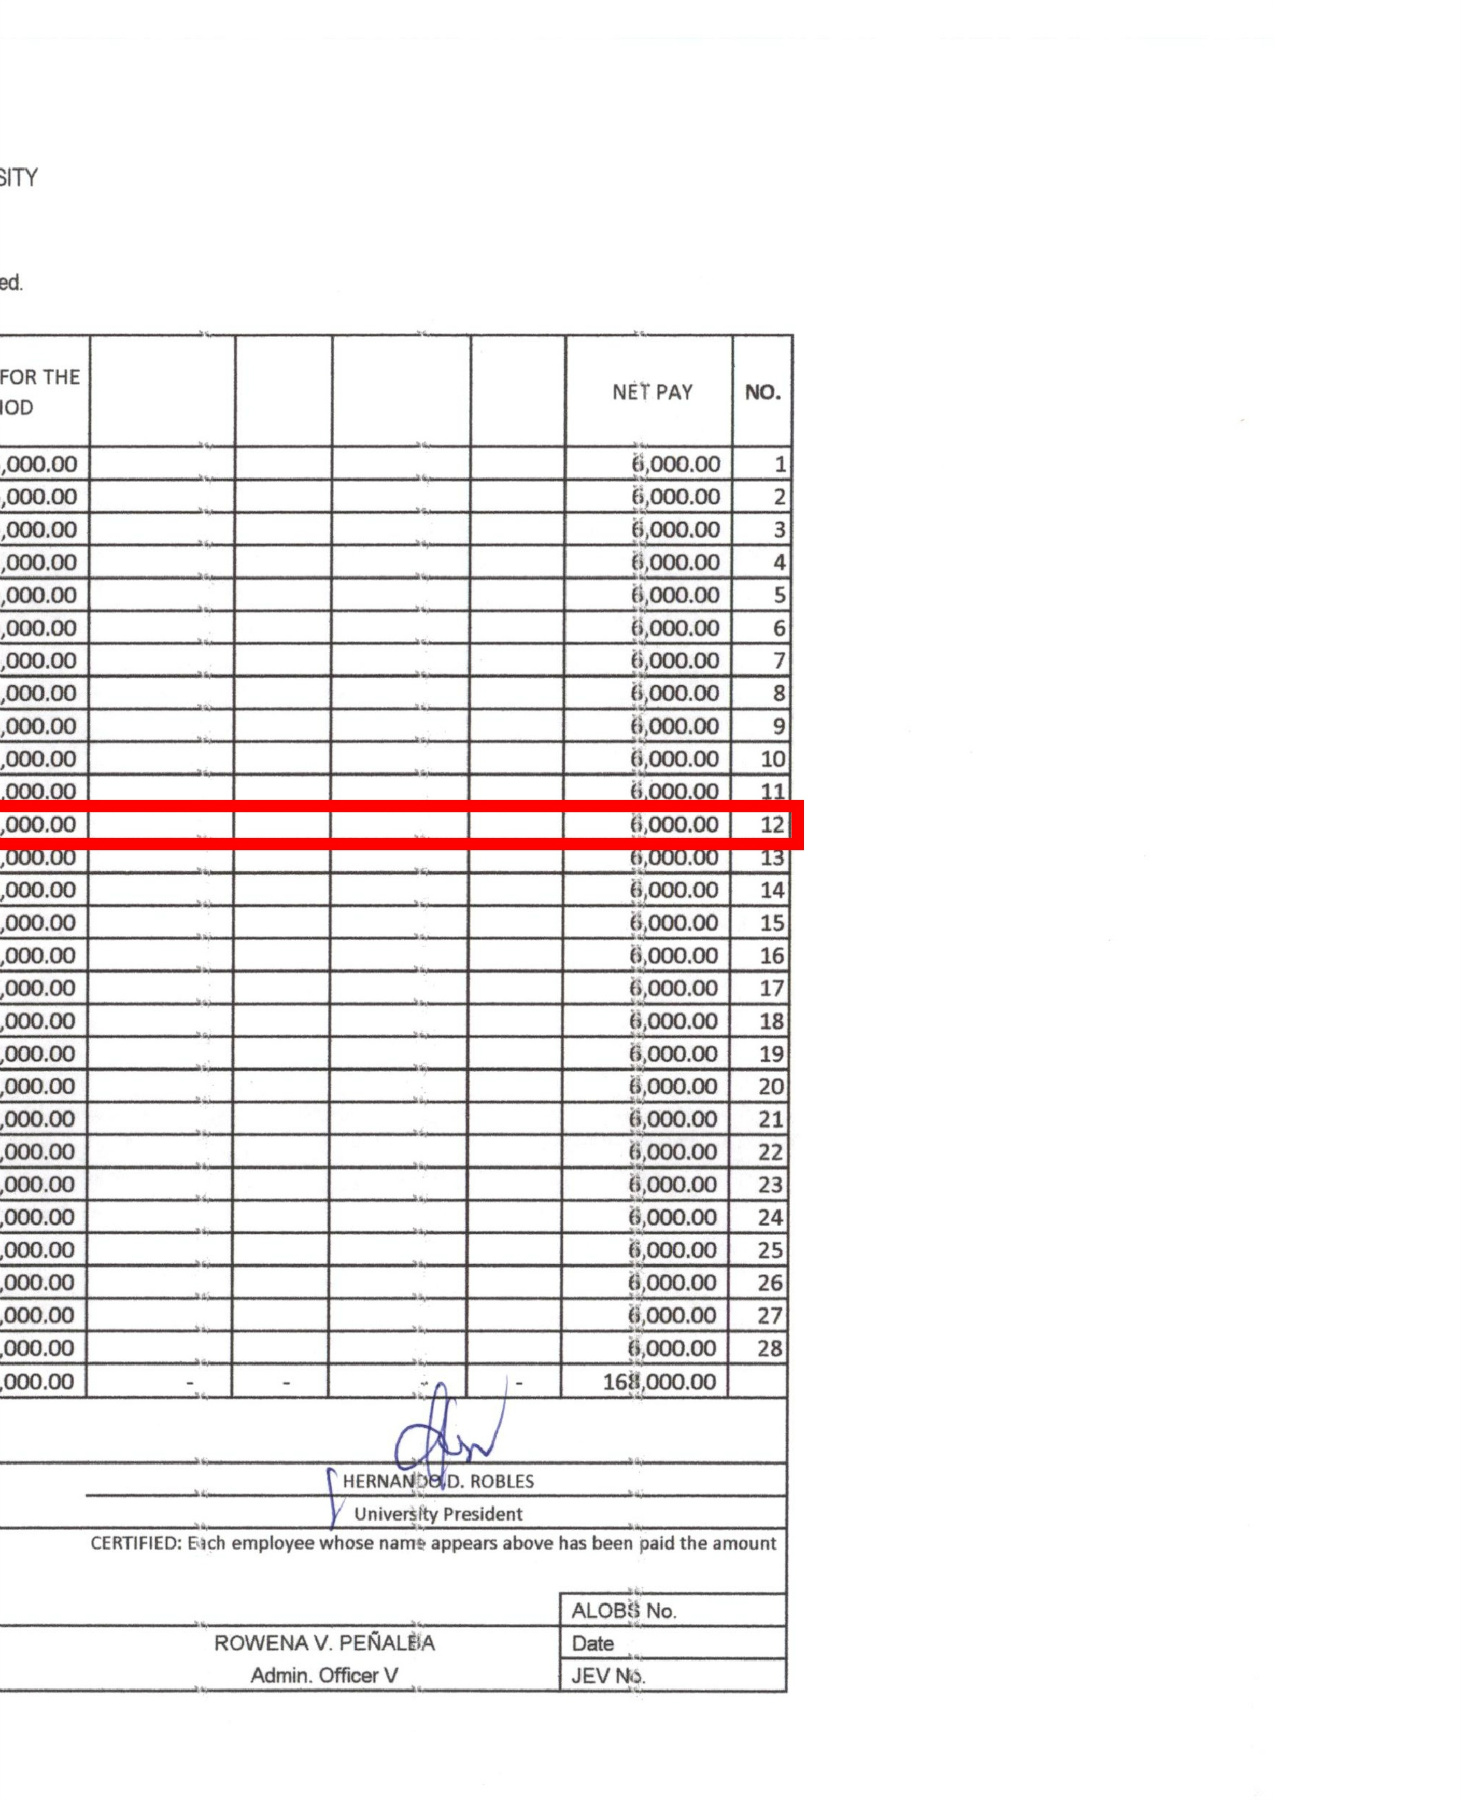 SITY
ed.
FOR THE
IOD
NET PAY
NO.
,000.00 6,000.00 1
,000.00 6,000.00 2
,000.00 6,000.00 3
,000.00 6,000.00 4
,000.00 6,000.00 5
,000.00 6,000.00 6
,000.00 6,000.00 7
,000.00 6,000.00 8
,000.00 6,000.00 9
,000.00 6,000.00 10
,000.00 6,000.00 11
,000.00 6,000.00 12
,000.00 6,000.00 13
,000.00 6,000.00 14
,000.00 6,000.00 15
,000.00 6,000.00 16
,000.00 6,000.00 17
,000.00 6,000.00 18
,000.00 6,000.00 19
,000.00 6,000.00 20
,000.00 6,000.00 21
,000.00 6,000.00 22
,000.00 6,000.00 23
,000.00 6,000.00 24
,000.00 6,000.00 25
,000.00 6,000.00 26
,000.00 6,000.00 27
,000.00 6,000.00 28
,000.00 - - - - 168,000.00
HERNANDO D. ROBLES
University President
CERTIFIED: Each employee whose name appears above has been paid the amount
ALOBS No.
ROWENA V. PEÑALBA Date
Admin. Officer V JEV No.